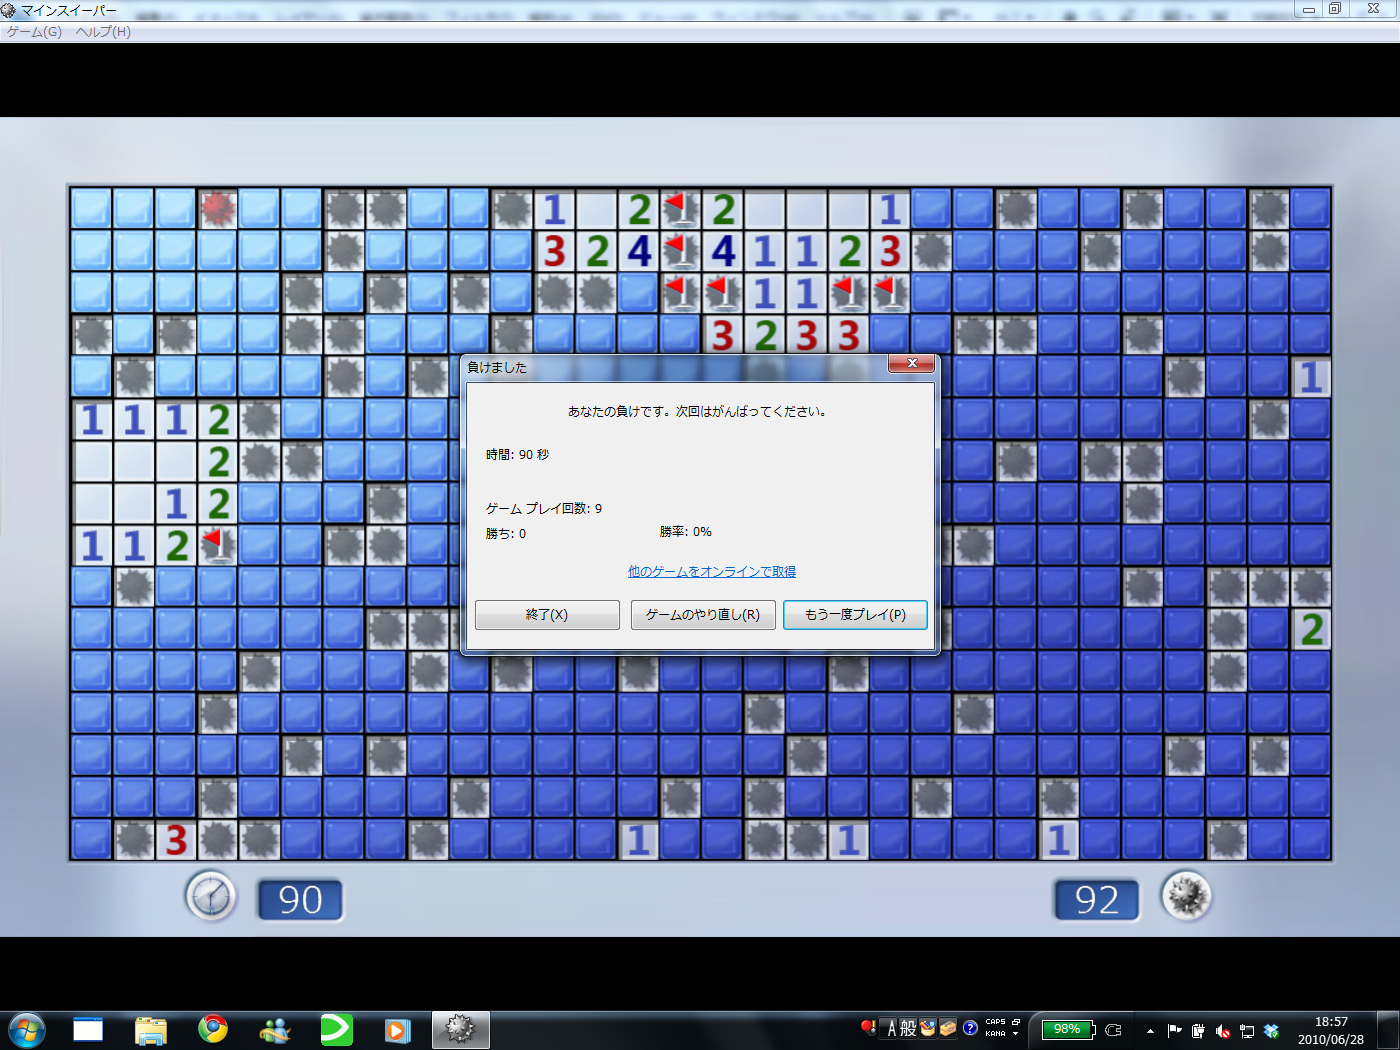 マインスイーパー
ゲーム(G) ヘルプ(H)
1 2 2 1
3 2 4 4 1 1 2 3
1 1
3 2 3 3
1
1 1 1 2
2
1 2
1 1 2
2
3 1 1 1
負けました
あなたの負けです。次回はがんばってください。
時間: 90 秒
ゲーム プレイ回数: 9
勝ち: 0 勝率: 0%
他のゲームをオンラインで取得
終了(X) ゲームのやり直し(R) もう一度プレイ(P)
90 92
A 般 CAPS KANA 98% 18:57
2010/06/28